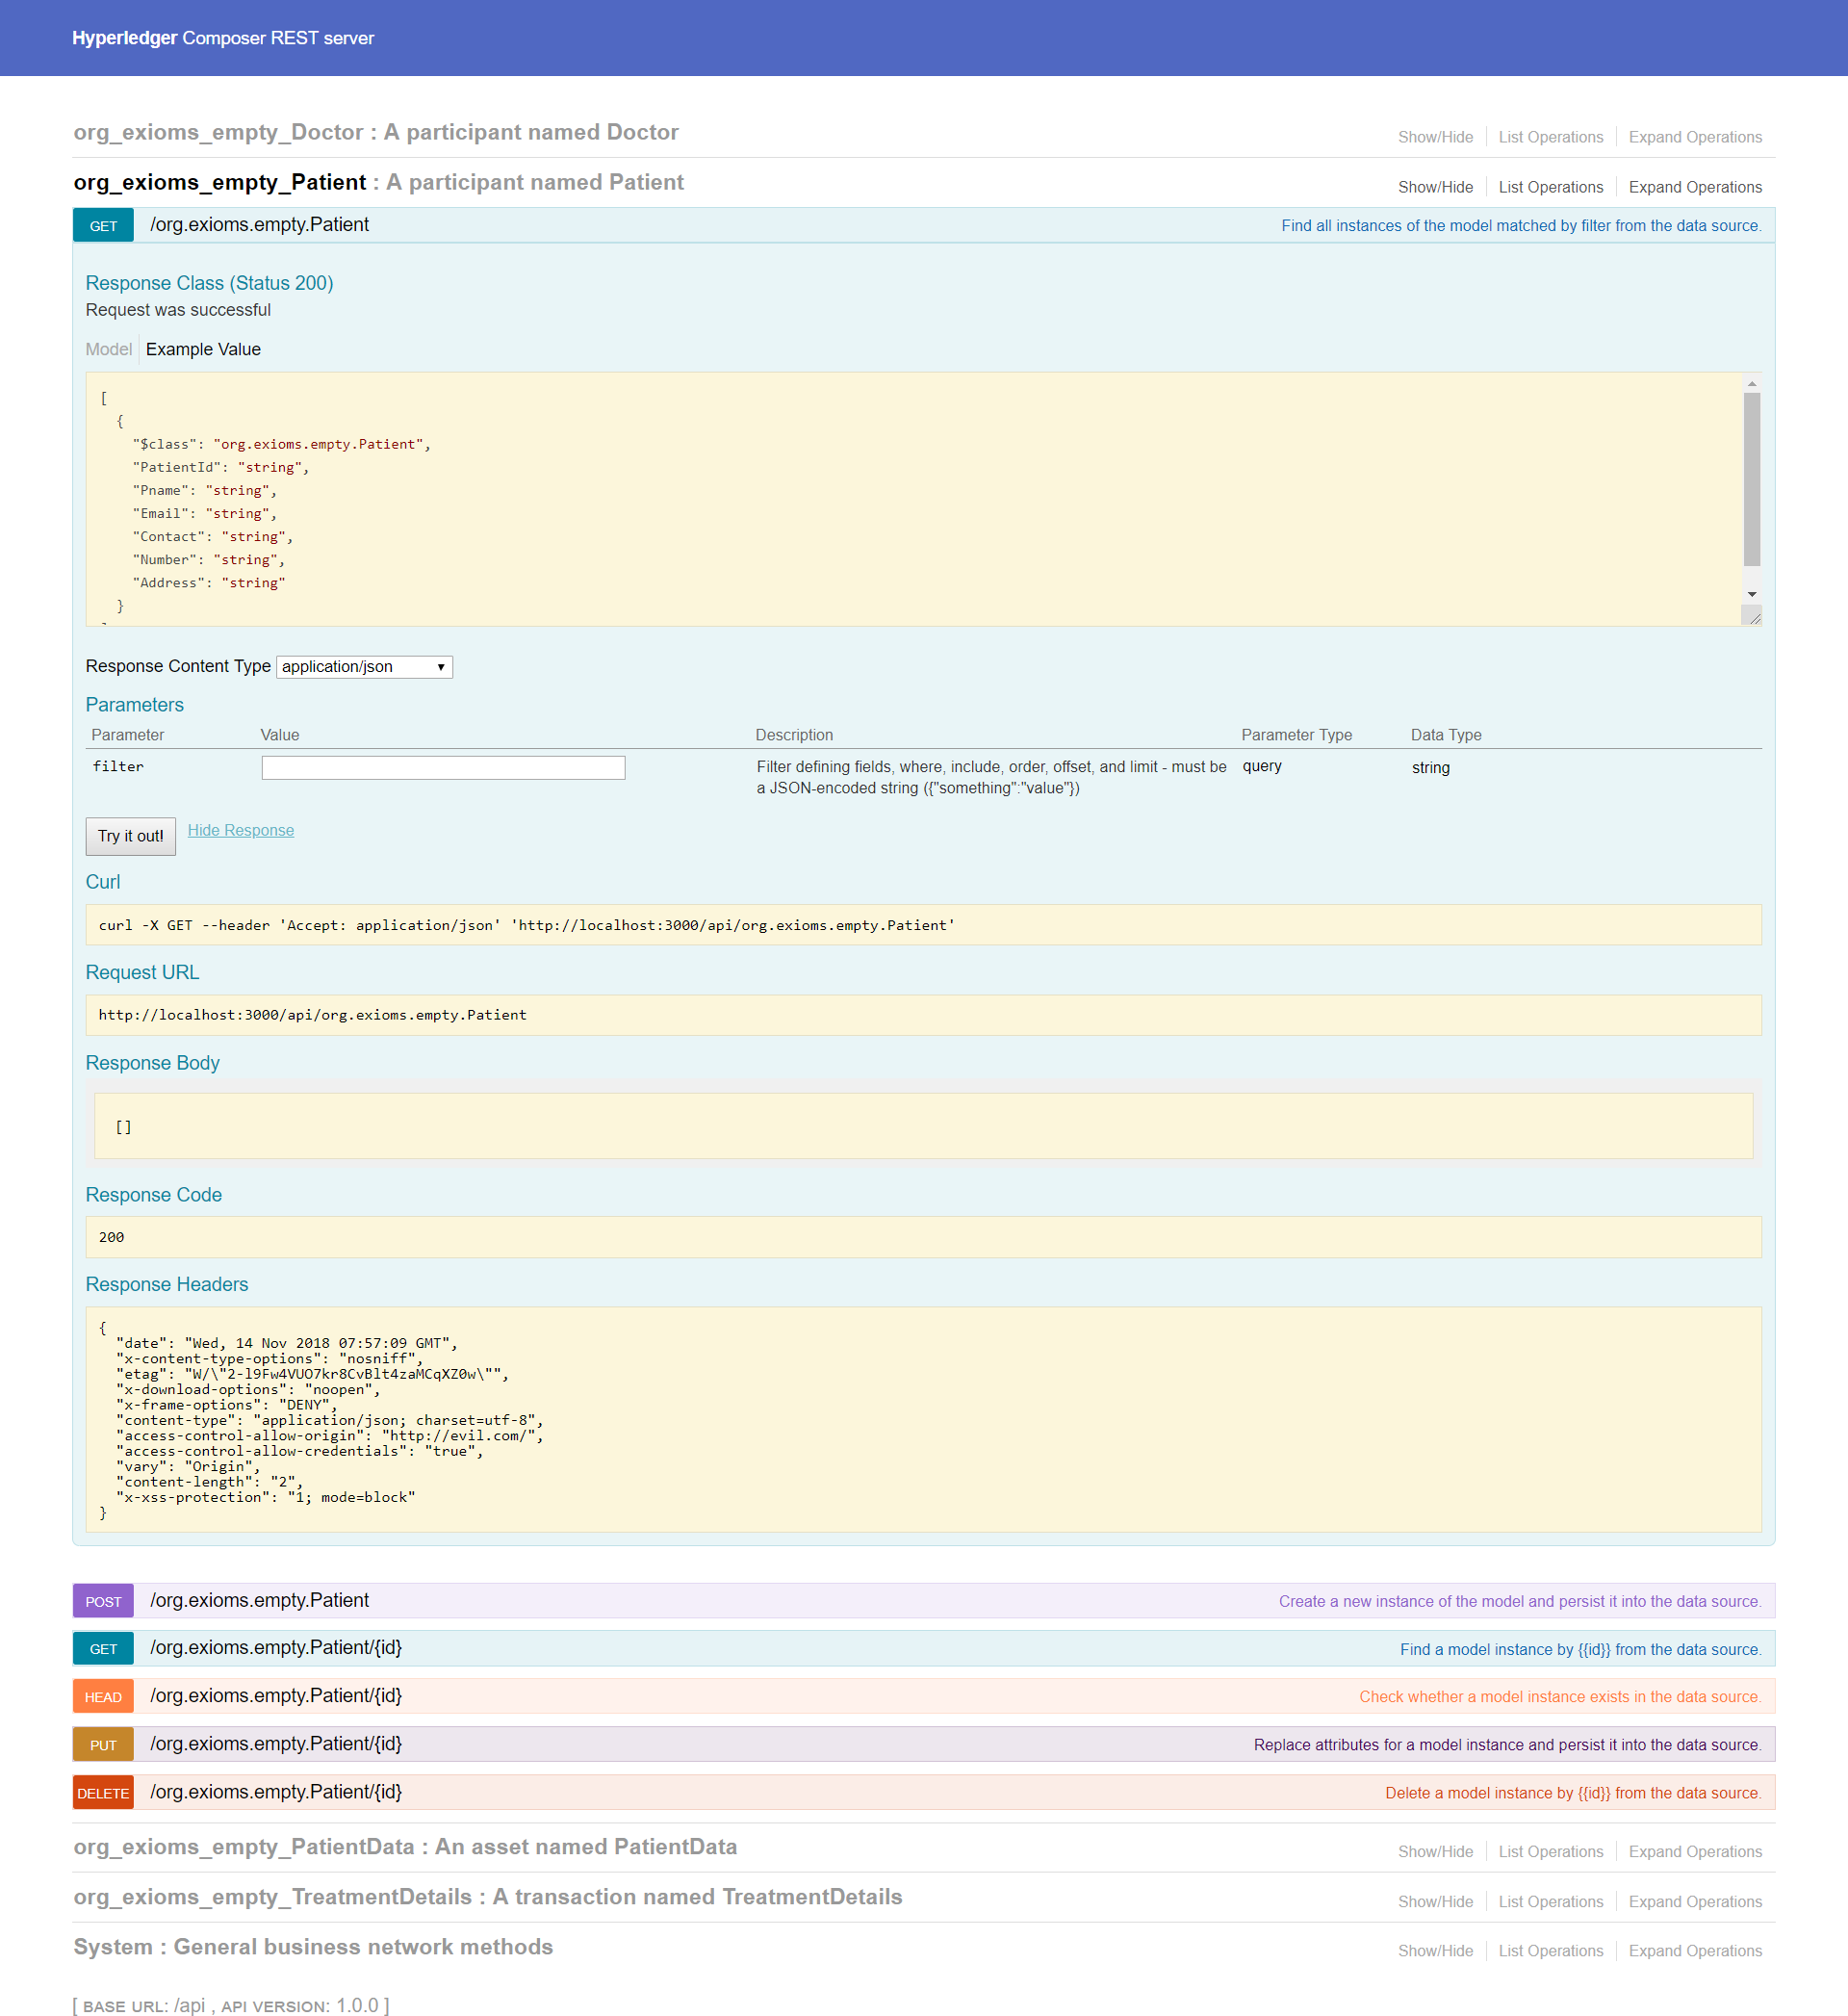 Hyperledger Composer REST server
org_exioms_empty_Doctor : A participant named Doctor
Show/Hide List Operations Expand Operations
org_exioms_empty_Patient : A participant named Patient
Show/Hide List Operations Expand Operations
GET /org.exioms.empty.Patient Find all instances of the model matched by filter from the data source.
Response Class (Status 200)
Request was successful
Model Example Value
[
{
"$class": "org.exioms.empty.Patient",
"PatientId": "string",
"Pname": "string",
"Email": "string",
"Contact": "string",
"Number": "string",
"Address": "string"
}
Response Content Type application/json
Parameters
Parameter Value Description Parameter Type Data Type
filter Filter defining fields, where, include, order, offset, and limit - must be query string
a JSON-encoded string ({"something":"value"})
Try it out! Hide Response
Curl
curl -X GET --header 'Accept: application/json' 'http://localhost:3000/api/org.exioms.empty.Patient'
Request URL
http://localhost:3000/api/org.exioms.empty.Patient
Response Body
[]
Response Code
200
Response Headers
{
"date": "Wed, 14 Nov 2018 07:57:09 GMT",
"x-content-type-options": "nosniff",
"etag": "W/\"2-l9Fw4VUO7kr8CvBlt4zaMCqXZ0w\"",
"x-download-options": "noopen",
"x-frame-options": "DENY",
"content-type": "application/json; charset=utf-8",
"access-control-allow-origin": "http://evil.com/",
"access-control-allow-credentials": "true",
"vary": "Origin",
"content-length": "2",
"x-xss-protection": "1; mode=block"
}
POST /org.exioms.empty.Patient Create a new instance of the model and persist it into the data source.
GET /org.exioms.empty.Patient/{id} Find a model instance by {{id}} from the data source.
HEAD /org.exioms.empty.Patient/{id} Check whether a model instance exists in the data source.
PUT /org.exioms.empty.Patient/{id} Replace attributes for a model instance and persist it into the data source.
DELETE /org.exioms.empty.Patient/{id} Delete a model instance by {{id}} from the data source.
org_exioms_empty_PatientData : An asset named PatientData
Show/Hide List Operations Expand Operations
org_exioms_empty_TreatmentDetails : A transaction named TreatmentDetails
Show/Hide List Operations Expand Operations
System : General business network methods
Show/Hide List Operations Expand Operations
[ BASE URL: /api , API VERSION: 1.0.0 ]